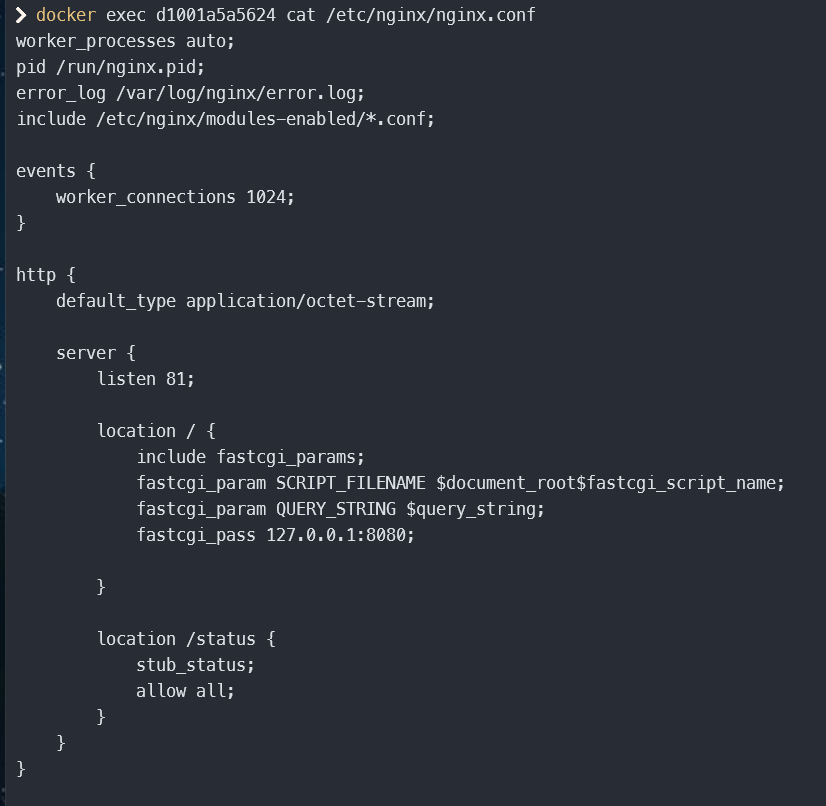 ❯ docker exec d1001a5a5624 cat /etc/nginx/nginx.conf
worker_processes auto;
pid /run/nginx.pid;
error_log /var/log/nginx/error.log;
include /etc/nginx/modules-enabled/*.conf;

events {
    worker_connections 1024;
}

http {
    default_type application/octet-stream;

    server {
        listen 81;

        location / {
            include fastcgi_params;
            fastcgi_param SCRIPT_FILENAME $document_root$fastcgi_script_name;
            fastcgi_param QUERY_STRING $query_string;
            fastcgi_pass 127.0.0.1:8080;

        }

        location /status {
            stub_status;
            allow all;
        }
    }
}